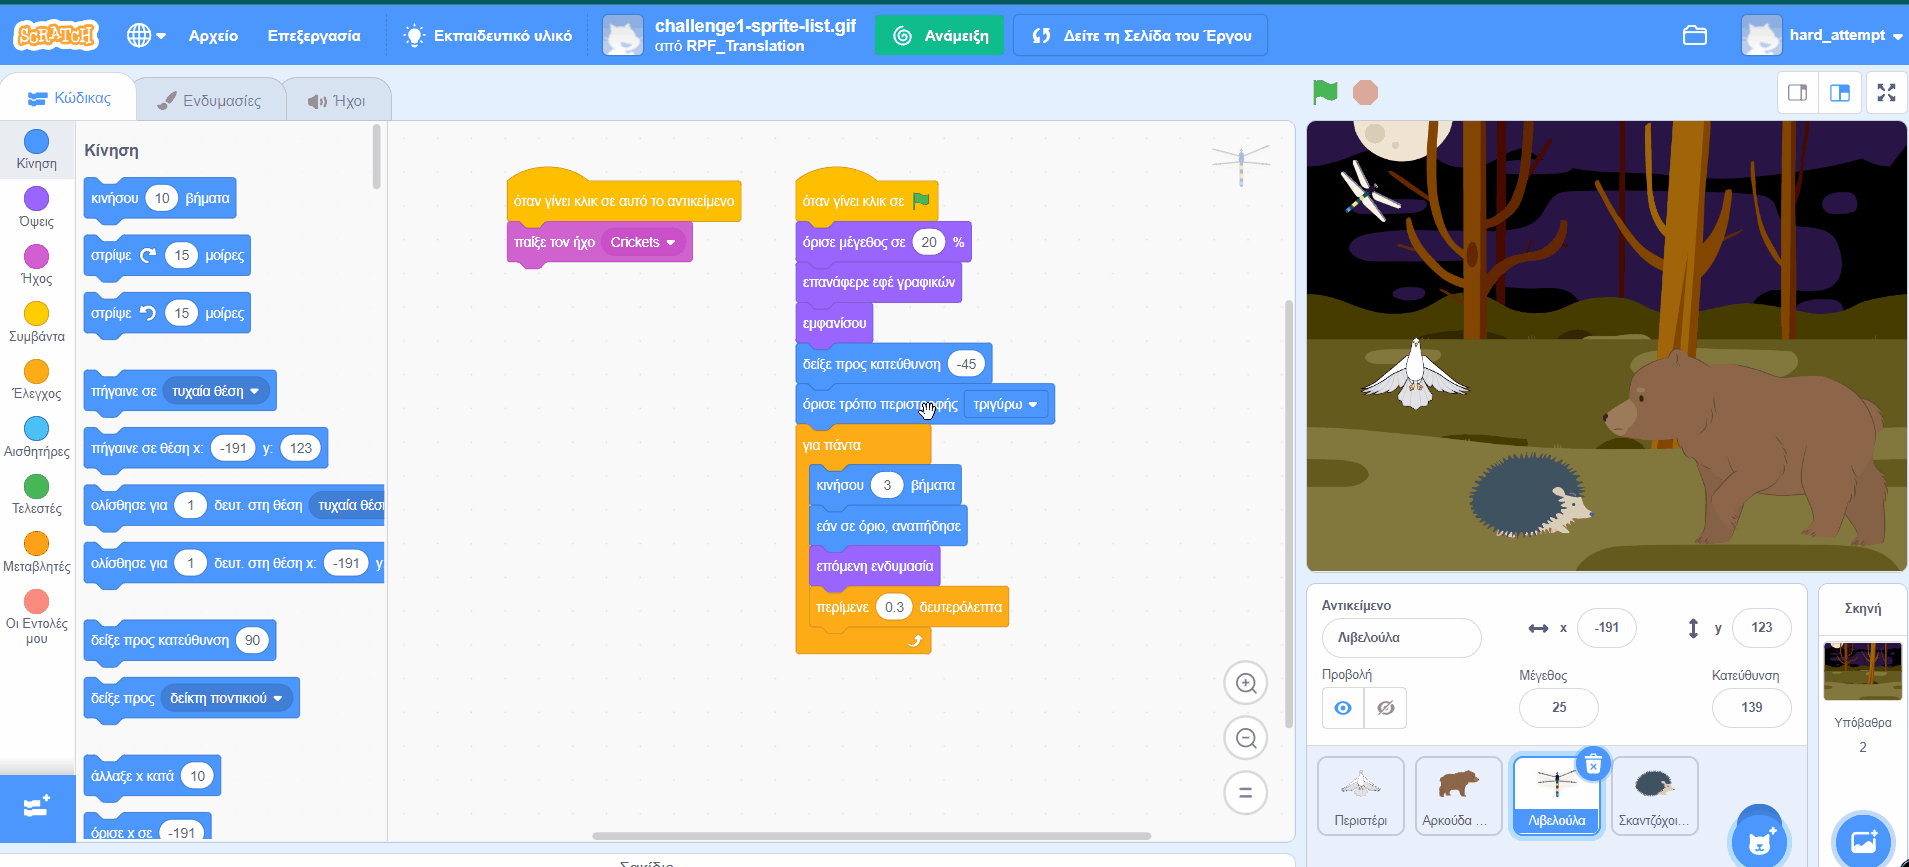 SCRATCH
Αρχείο
Επεξεργασία
Εκπαιδευτικό υλικό
challenge1-sprite-list.gif
από RPF_Translation
Ανάμειξη
Δείτε τη Σελίδα του Έργου
hard_attempt
Κώδικας
Ενδυμασίες
Ήχοι
Κίνηση
Όψεις
Ήχος
Συμβάντα
Έλεγχος
Αισθητήρες
Τελεστές
Μεταβλητές
Οι Εντολές
μου
Κίνηση
κινήσου 10 βήματα
στρίψε 15 μοίρες
στρίψε 15 μοίρες
πήγαινε σε τυχαία θέση
πήγαινε σε θέση x: -191 y: 123
ολίσθησε για 1 δευτ. στη θέση τυχαία θέσ
ολίσθησε για 1 δευτ. στη θέση x: -191 y
δείξε προς κατεύθυνση 90
δείξε προς δείκτη ποντικιού
άλλαξε x κατά 10
όρισε x σε -191
όταν γίνει κλικ σε αυτό το αντικείμενο
παίξε τον ήχο Crickets
όταν γίνει κλικ σε
όρισε μέγεθος σε 20 %
επανάφερε εφέ γραφικών
εμφανίσου
δείξε προς κατεύθυνση -45
όρισε τρόπο περιστροφής τριγύρω
για πάντα
κινήσου 3 βήματα
εάν σε όριο, αναπήδησε
επόμενη ενδυμασία
περίμενε 0.3 δευτερόλεπτα
Αντικείμενο
Λιβελούλα
x -191
y 123
Προβολή
Μέγεθος
25
Κατεύθυνση
139
Περιστέρι
Αρκούδα ...
Λιβελούλα
Σκαντζόχοι...
Σκηνή
Υπόβαθρα
2